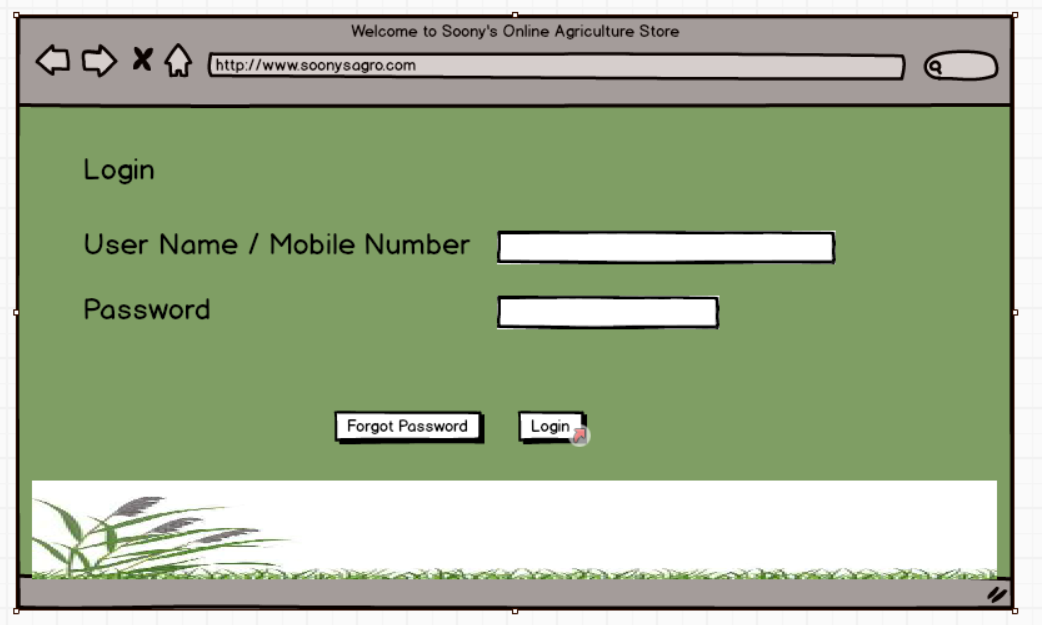 Welcome to Soony's Online Agriculture Store
http://www.soonysagro.com
Login
User Name / Mobile Number
Password
Forgot Password
Login